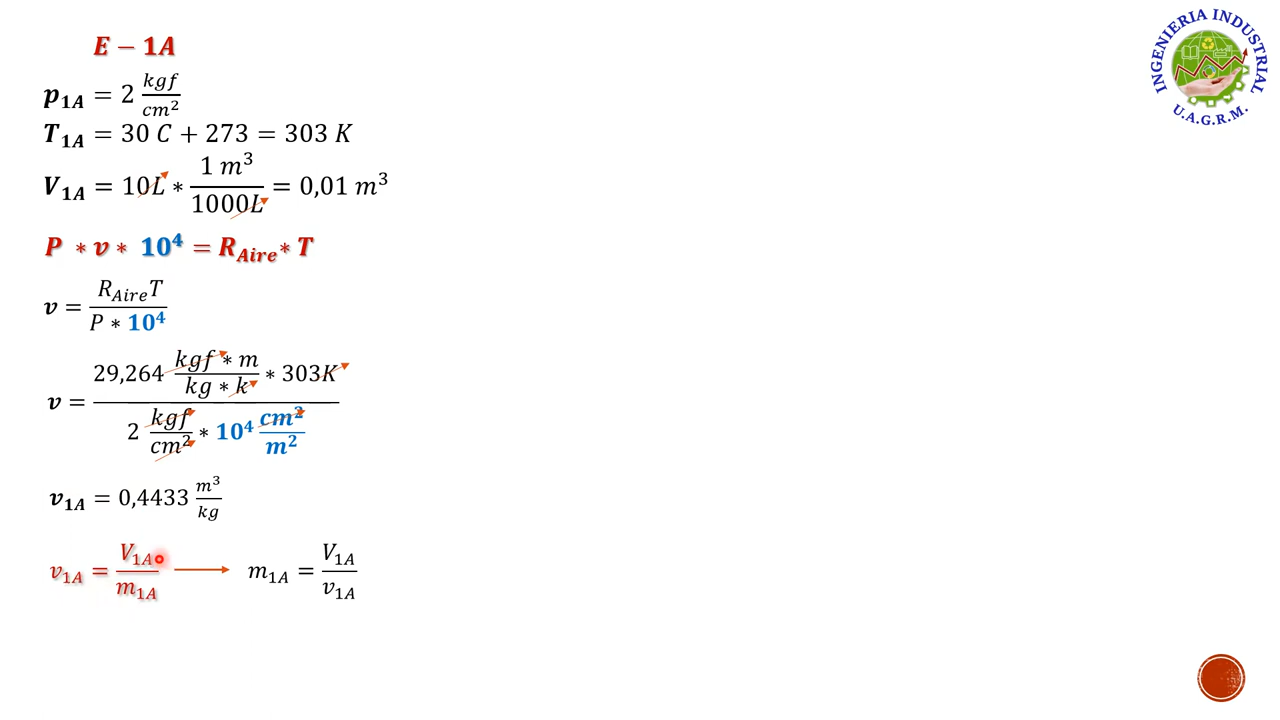 E − 1A
p₁A = 2 kgf/cm²
T₁A = 30 C + 273 = 303 K
V₁A = 10L * 1 m³/1000L = 0,01 m³
P * v * 10⁴ = R_Aire * T
v = R_Aire T / P * 10⁴
v = 29,264 kgf * m/kg * k * 303K / 2 kgf/cm² * 10⁴ cm²/m²
v₁A = 0,4433 m³/kg
v₁A = V₁A/m₁A → m₁A = V₁A/v₁A
INGENIERIA INDUSTRIAL
U.A.G.R.M.